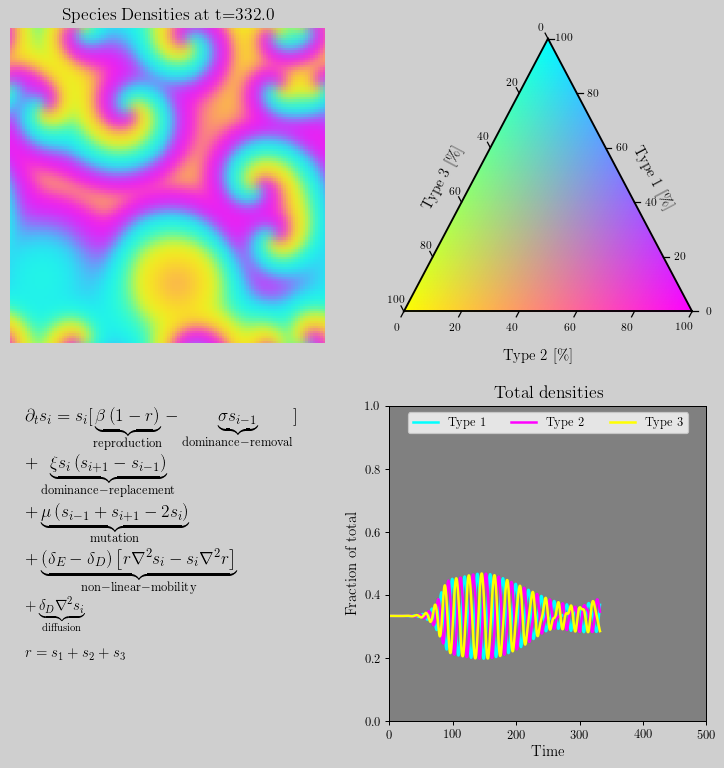 Species Densities at t=332.0
0
100
20
80
40
60
Type 3 [%]
Type 1 [%]
60
40
80
20
100
0
0
20
40
60
80
100
Type 2 [%]
∂ₜsᵢ = sᵢ[ β (1 − r) − σsᵢ₋₁ ]
reproduction dominance−removal
+ ξsᵢ (sᵢ₊₁ − sᵢ₋₁)
dominance−replacement
+ μ (sᵢ₋₁ + sᵢ₊₁ − 2sᵢ)
mutation
+ (δ_E − δ_D) [r∇²sᵢ − sᵢ∇²r]
non−linear−mobility
+ δ_D∇²sᵢ
diffusion
r = s₁ + s₂ + s₃
Total densities
Type 1 Type 2 Type 3
1.0
0.8
0.6
0.4
0.2
0.0
Fraction of total
0 100 200 300 400 500
Time